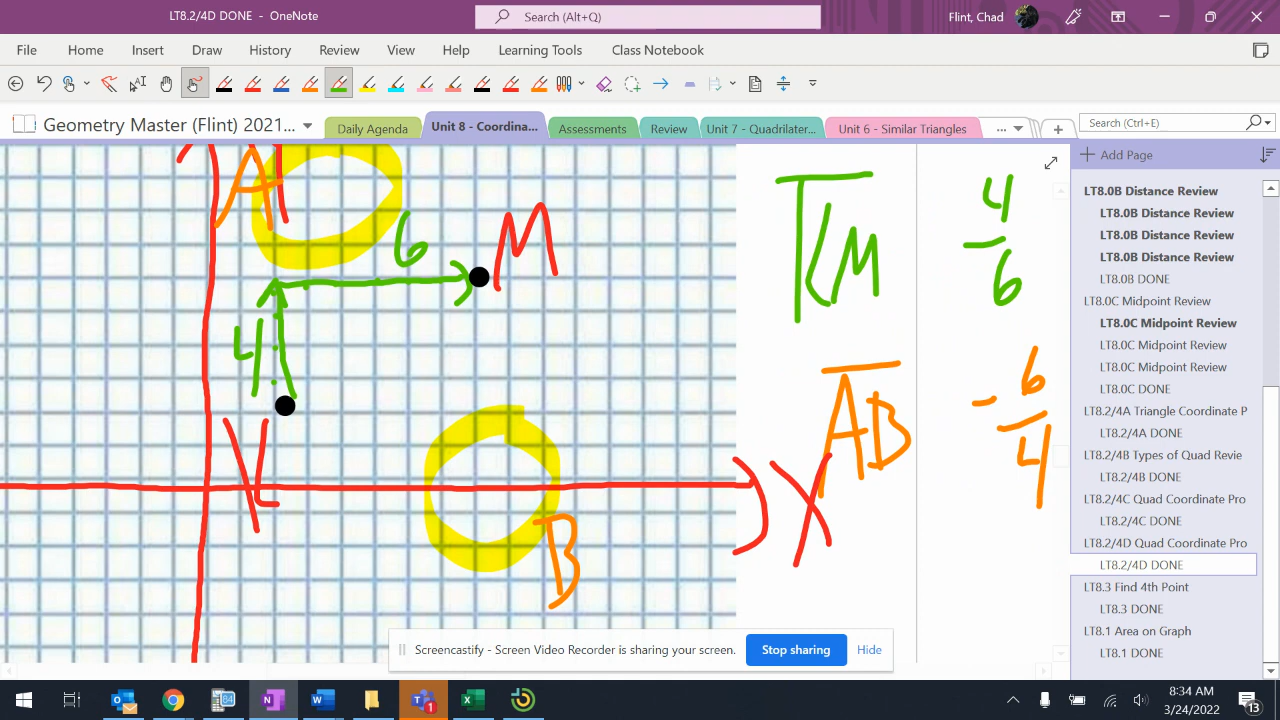 LT8.2/4D DONE - OneNote
Search (Alt+Q)
Flint, Chad
File Home Insert Draw History Review View Help Learning Tools Class Notebook
Geometry Master (Flint) 2021...
Daily Agenda
Unit 8 - Coordina...
Assessments
Review
Unit 7 - Quadrilater...
Unit 6 - Similar Triangles
...
Search (Ctrl+E)
Add Page
LT8.0B Distance Review
LT8.0B Distance Review
LT8.0B Distance Review
LT8.0B Distance Review
LT8.0B DONE
LT8.0C Midpoint Review
LT8.0C Midpoint Review
LT8.0C Midpoint Review
LT8.0C Midpoint Review
LT8.0C DONE
LT8.2/4A Triangle Coordinate P
LT8.2/4A DONE
LT8.2/4B Types of Quad Revie
LT8.2/4B DONE
LT8.2/4C Quad Coordinate Pro
LT8.2/4C DONE
LT8.2/4D Quad Coordinate Pro
LT8.2/4D DONE
LT8.3 Find 4th Point
LT8.3 DONE
LT8.1 Area on Graph
LT8.1 DONE
A
6
M
4
B
KM
4
6
AB
- 6
4
X
Screencastify - Screen Video Recorder is sharing your screen.
Stop sharing
Hide
8:34 AM
3/24/2022
13
1